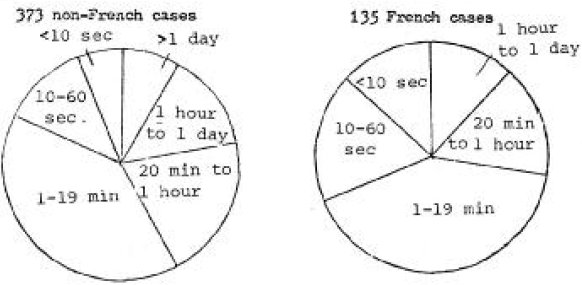 373 non-French cases
<10 sec
>1 day
10-60
sec.
1 hour
to 1 day
20 min to
1 hour
1-19 min
135 French cases
1 hour
to 1 day
<10 sec
10-60
sec
20 min
to 1 hour
1-19 min